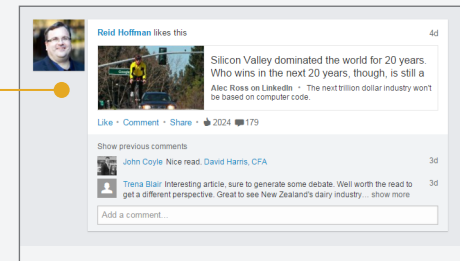 Reid Hoffman likes this
4d
Silicon Valley dominated the world for 20 years.
Who wins in the next 20 years, though, is still a
Alec Ross on LinkedIn • The next trillion dollar industry won't
be based on computer code.
Like • Comment • Share • 2024 179
Show previous comments
John Coyle Nice read. David Harris, CFA
3d
Trena Blair Interesting article, sure to generate some debate. Well worth the read to
3d
get a different perspective. Great to see New Zealand's dairy industry... show more
Add a comment...